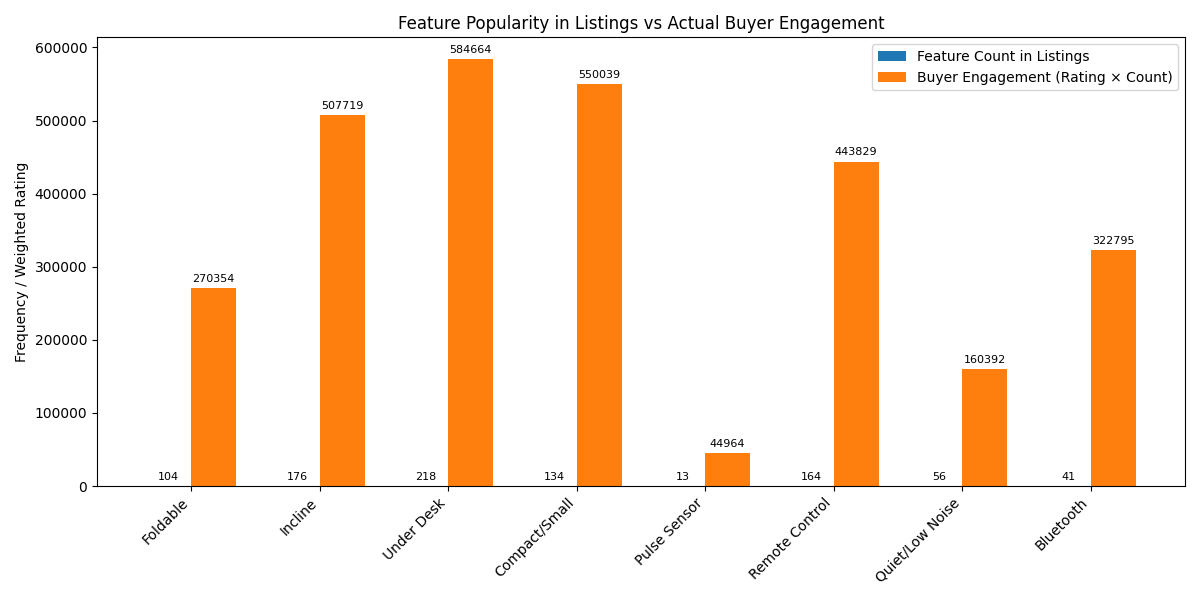 Feature Popularity in Listings vs Actual Buyer Engagement
Feature Count in Listings
Buyer Engagement (Rating × Count)
Frequency / Weighted Rating
600000
500000
400000
300000
200000
100000
0
104
270354
176
507719
218
584664
134
550039
13
44964
164
443829
56
160392
41
322795
Foldable
Incline
Under Desk
Compact/Small
Pulse Sensor
Remote Control
Quiet/Low Noise
Bluetooth